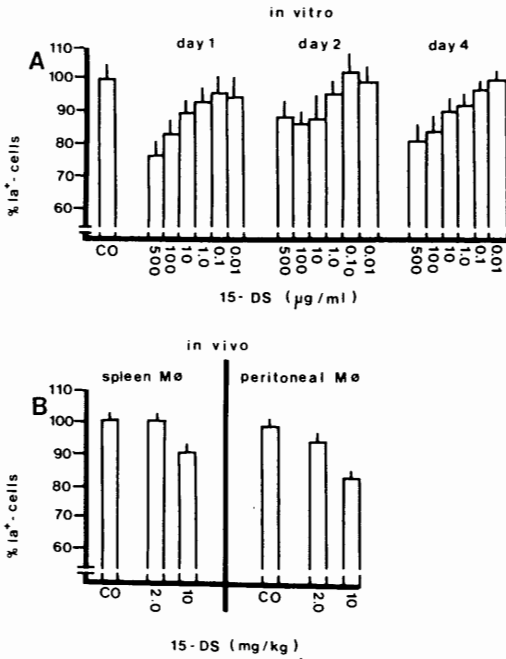 in vitro
A
day 1
day 2
day 4
110
100
90
80
70
60
% Ia⁺-cells
CO
500
100
10
1.0
0.1
0.01
500
100
10
1.0
0.10
0.01
500
100
10
1.0
0.1
0.01
15-DS (µg/ml)
in vivo
B
spleen Mø
peritoneal Mø
110
100
90
80
70
60
% Ia⁺-cells
CO
2.0
10
CO
2.0
10
15-DS (mg/kg)